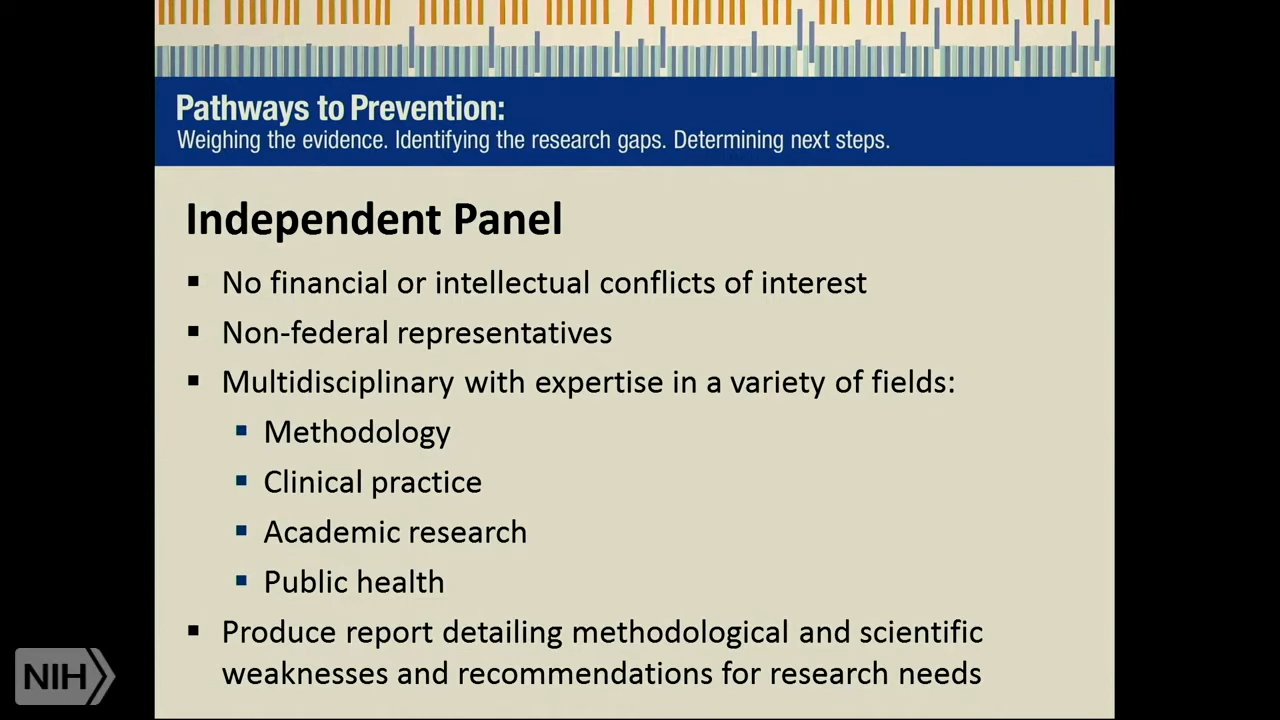 Pathways to Prevention:
Weighing the evidence. Identifying the research gaps. Determining next steps.
Independent Panel
▪ No financial or intellectual conflicts of interest
▪ Non-federal representatives
▪ Multidisciplinary with expertise in a variety of fields:
▪ Methodology
▪ Clinical practice
▪ Academic research
▪ Public health
▪ Produce report detailing methodological and scientific
weaknesses and recommendations for research needs
NIH